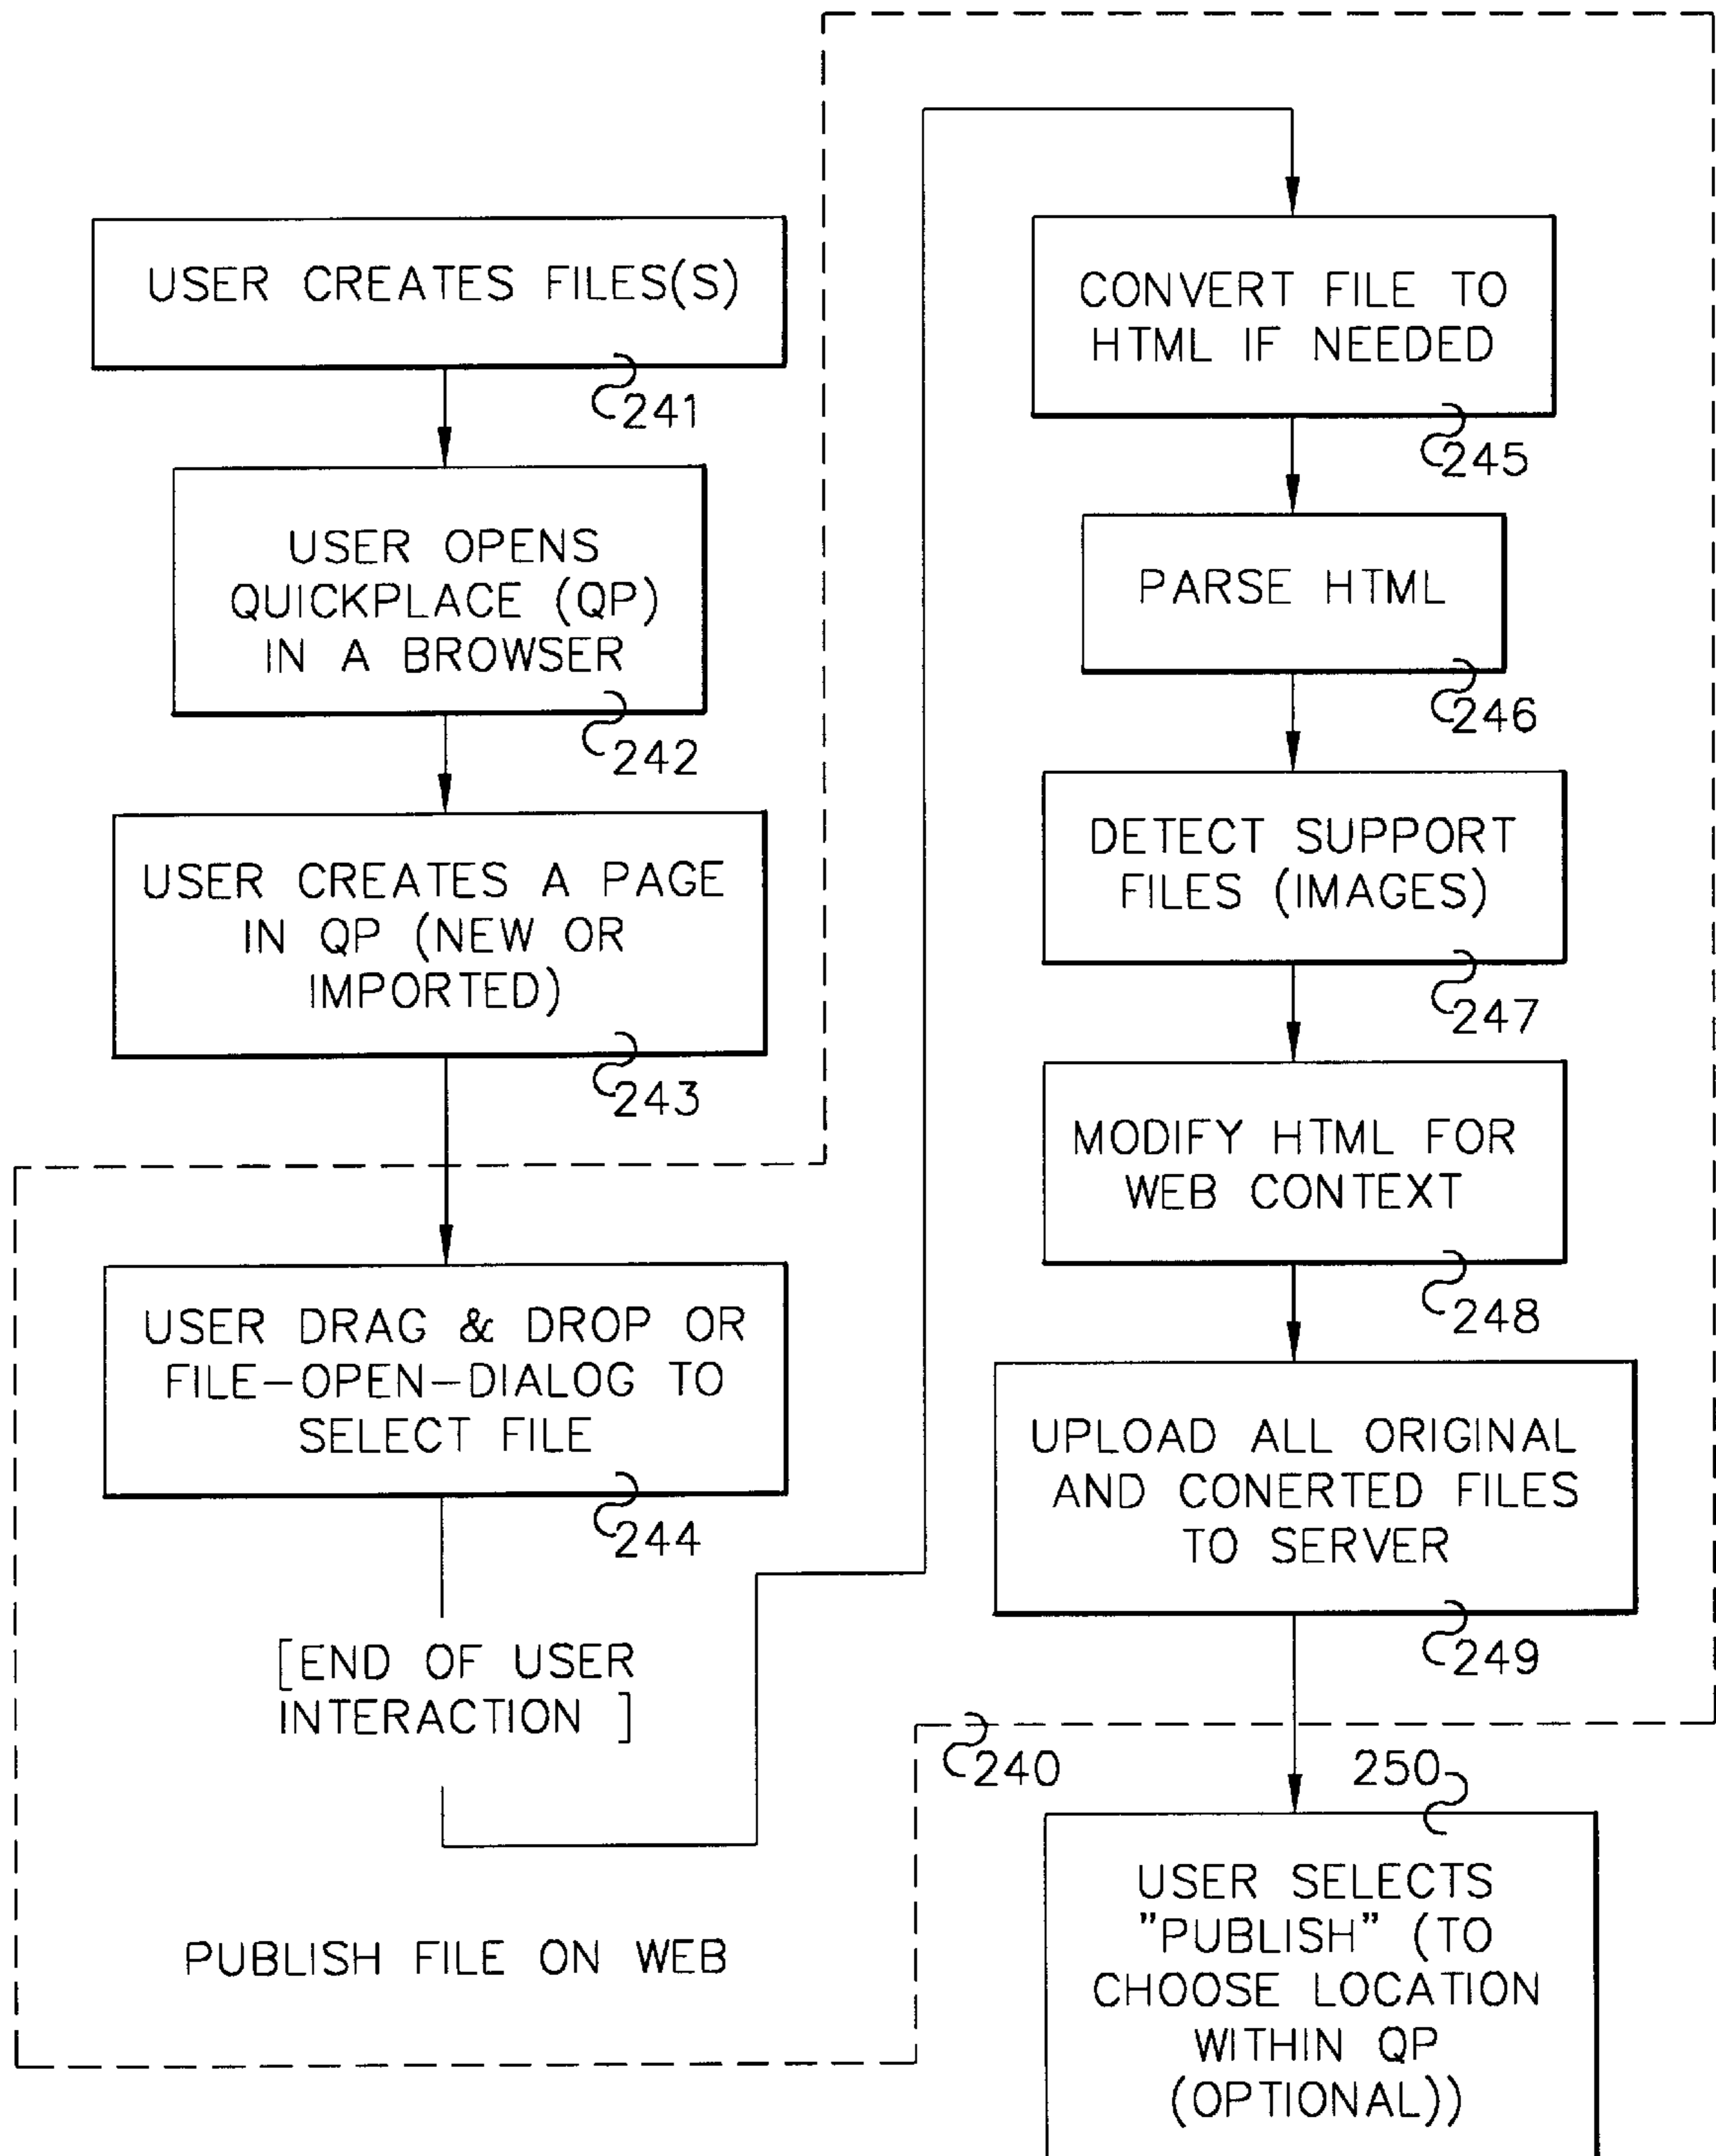 USER CREATES FILES(S)
241
USER OPENS
QUICKPLACE (QP)
IN A BROWSER
242
USER CREATES A PAGE
IN QP (NEW OR
IMPORTED)
243
USER DRAG & DROP OR
FILE-OPEN-DIALOG TO
SELECT FILE
244
[END OF USER
INTERACTION ]
PUBLISH FILE ON WEB
CONVERT FILE TO
HTML IF NEEDED
245
PARSE HTML
246
DETECT SUPPORT
FILES (IMAGES)
247
MODIFY HTML FOR
WEB CONTEXT
248
UPLOAD ALL ORIGINAL
AND CONERTED FILES
TO SERVER
249
240
250
USER SELECTS
"PUBLISH" (TO
CHOOSE LOCATION
WITHIN QP
(OPTIONAL))